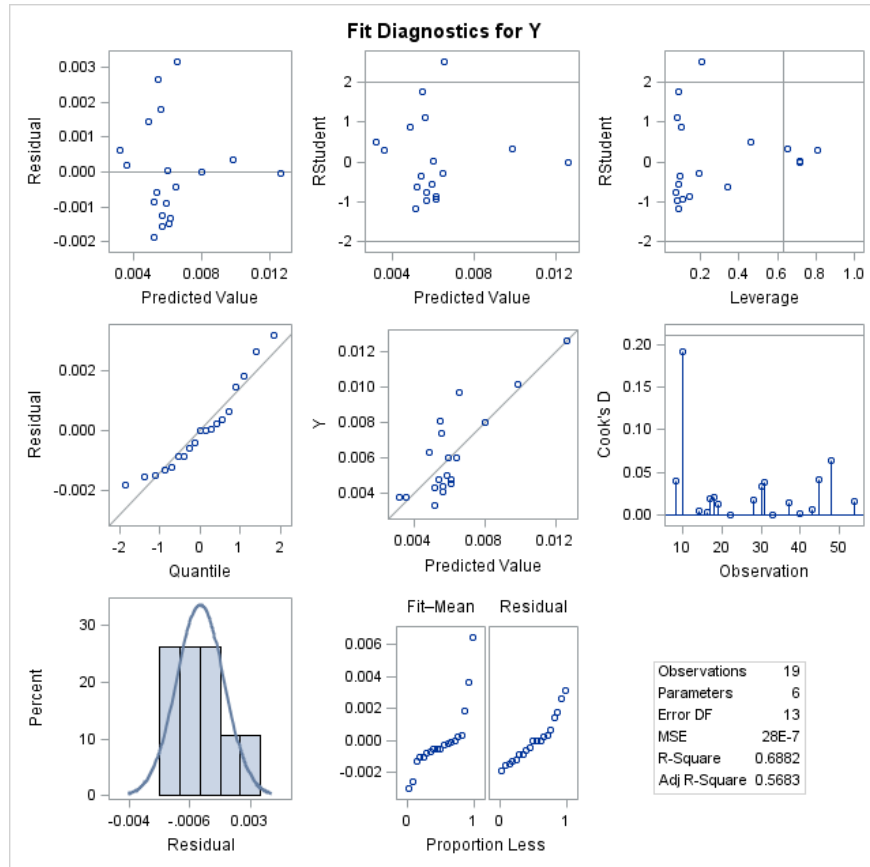 Fit Diagnostics for Y
Residual
0.003
0.002
0.001
0.000
-0.001
-0.002
0.004 0.008 0.012
Predicted Value
RStudent
2
1
0
-1
-2
0.004 0.008 0.012
Predicted Value
RStudent
2
1
0
-1
-2
0.2 0.4 0.6 0.8 1.0
Leverage
Residual
0.002
0.000
-0.002
-2 -1 0 1 2
Quantile
Y
0.012
0.010
0.008
0.006
0.004
0.004 0.008 0.012
Predicted Value
Cook's D
0.20
0.15
0.10
0.05
0.00
10 20 30 40 50
Observation
Percent
30
20
10
0
-0.004 -.0006 0.003
Residual
Fit–Mean Residual
0.006
0.004
0.002
0.000
-0.002
0 1 0 1
Proportion Less
Observations 19
Parameters 6
Error DF 13
MSE 28E-7
R-Square 0.6882
Adj R-Square 0.5683